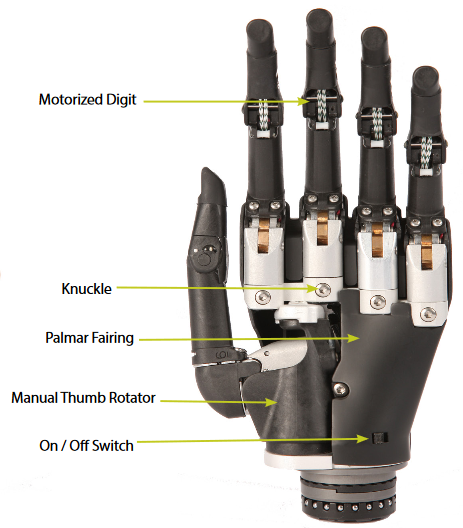 Motorized Digit
Knuckle
Palmar Fairing
Manual Thumb Rotator
On / Off Switch